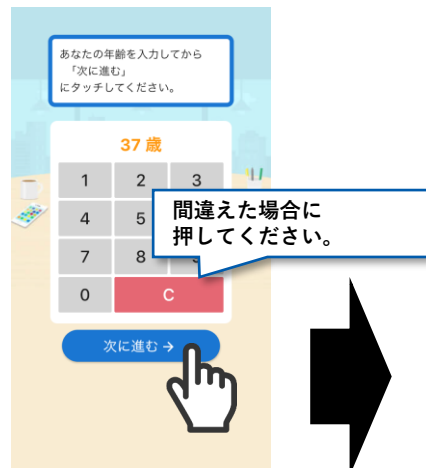 あなたの年齢を入力してから
「次に進む」
にタッチしてください。
37 歳
1 2 3
4 5
間違えた場合に
押してください。
7 8
0 C
次に進む →